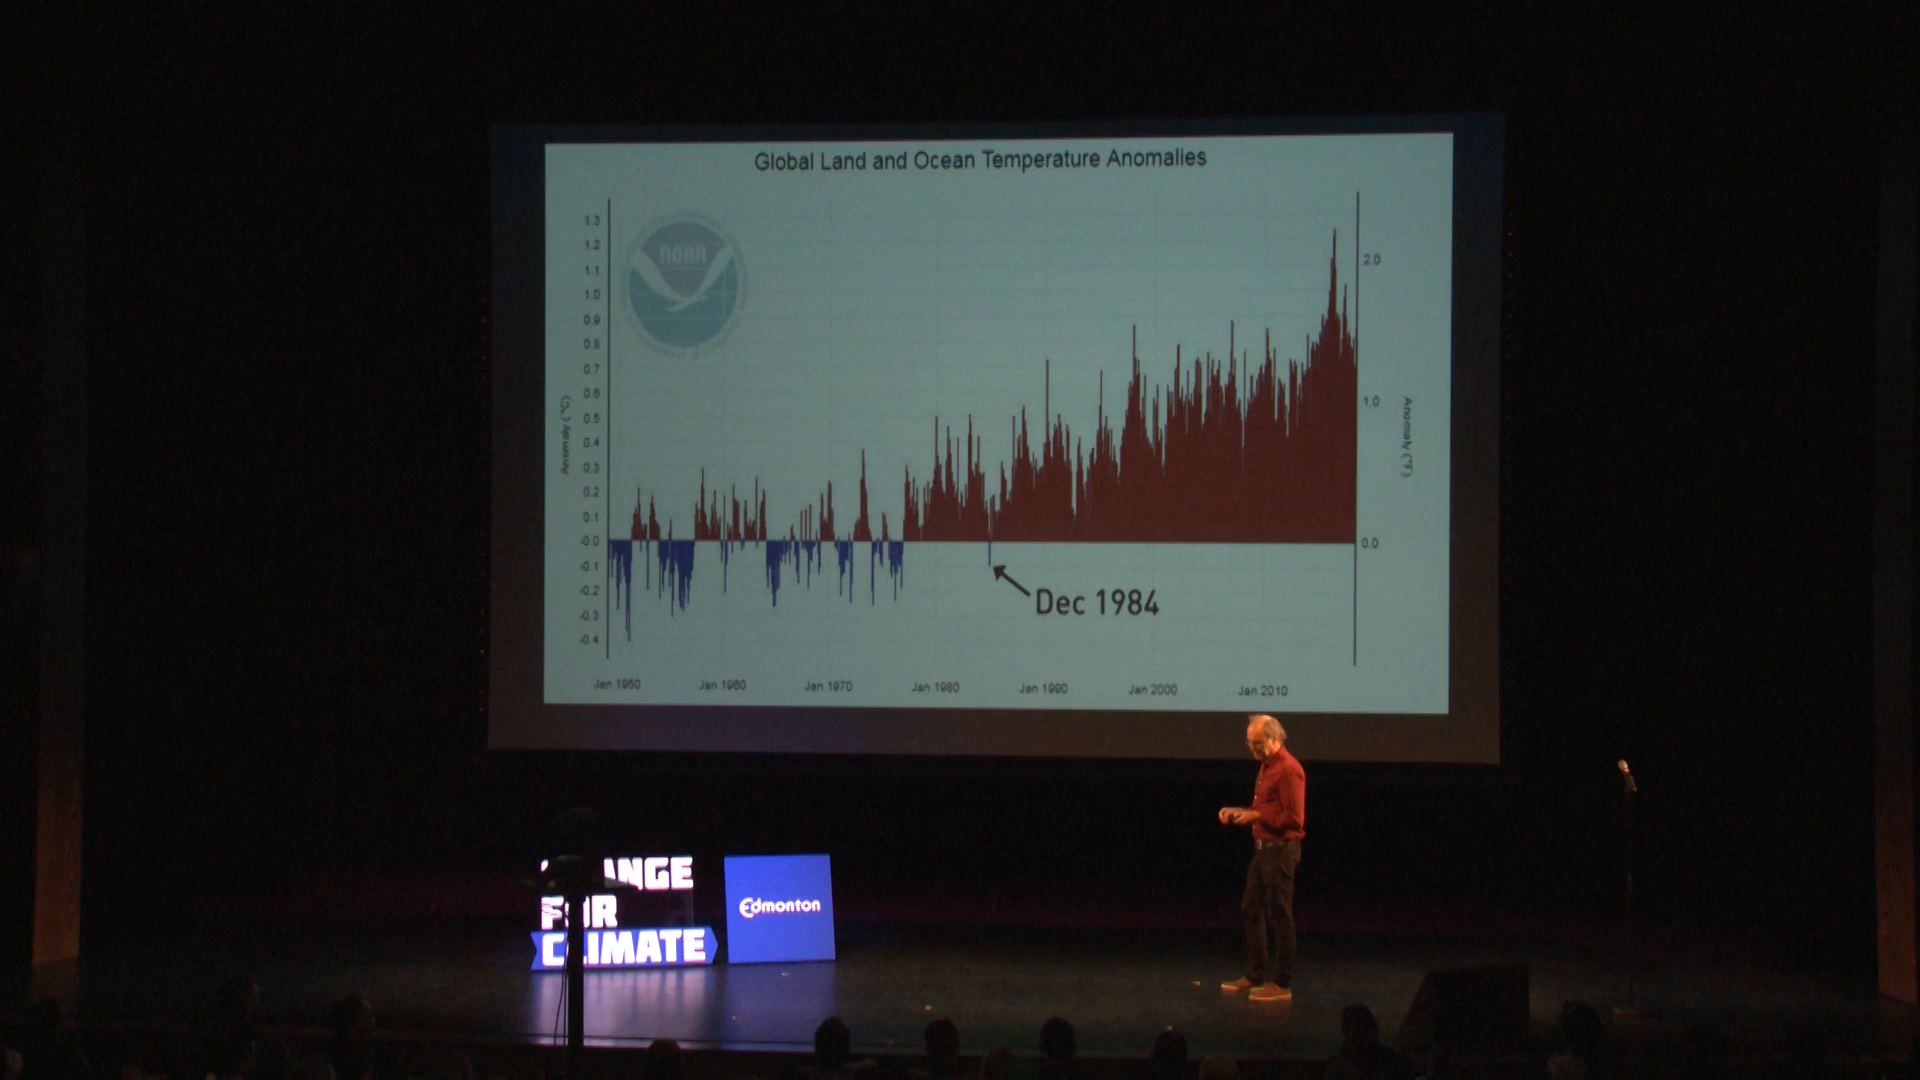 Global Land and Ocean Temperature Anomalies
NOAA
1.3
1.2
1.1
1.0
0.9
0.8
0.7
0.6
0.5
0.4
0.3
0.2
0.1
-0.0
-0.1
-0.2
-0.3
-0.4
Anomaly (°C)
2.0
1.0
0.0
Anomaly (°F)
Dec 1984
Jan 1950
Jan 1960
Jan 1970
Jan 1980
Jan 1990
Jan 2000
Jan 2010
FOR
CLIMATE
Edmonton